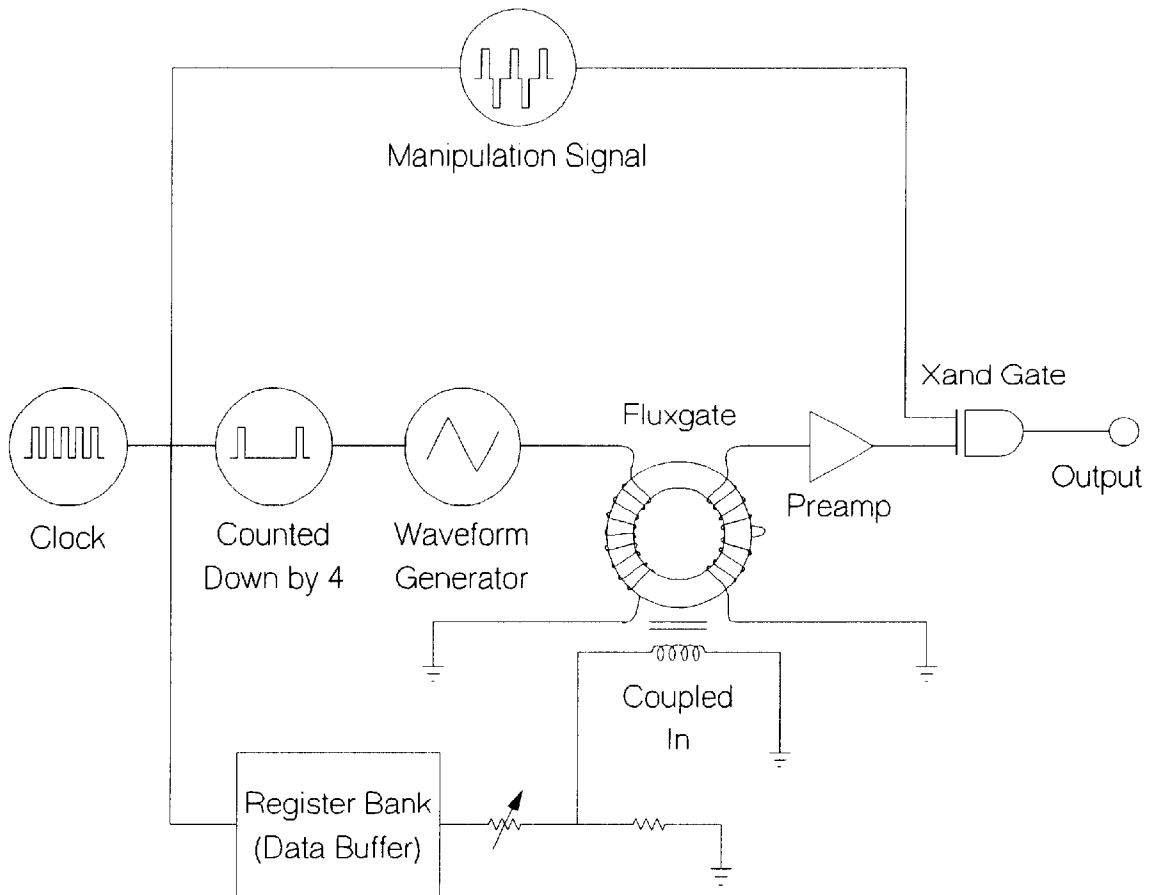 Manipulation Signal
Xand Gate
Fluxgate
Output
Preamp
Clock
Counted
Down by 4
Waveform
Generator
Coupled
In
Register Bank
(Data Buffer)